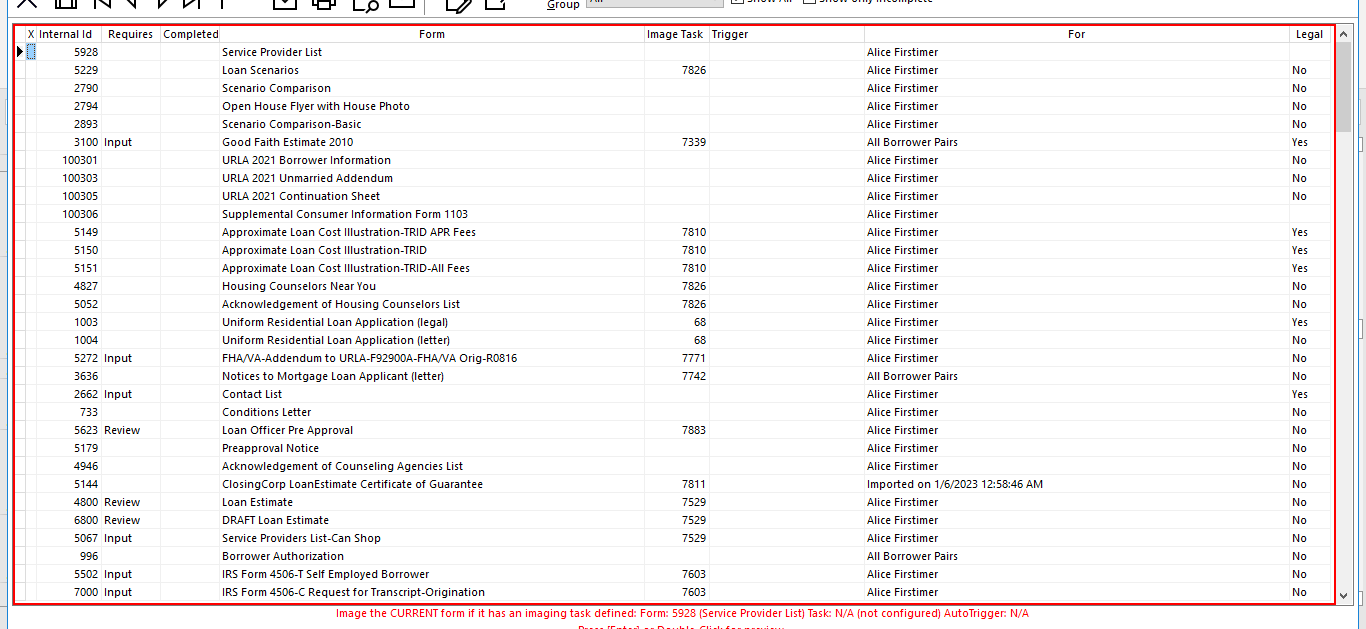 Group All Show All Show only incomplete
X Internal Id Requires Completed Form Image Task Trigger For Legal
5928 Service Provider List Alice Firstimer
5229 Loan Scenarios 7826 Alice Firstimer No
2790 Scenario Comparison Alice Firstimer No
2794 Open House Flyer with House Photo Alice Firstimer No
2893 Scenario Comparison-Basic Alice Firstimer No
3100 Input Good Faith Estimate 2010 7339 All Borrower Pairs Yes
100301 URLA 2021 Borrower Information Alice Firstimer No
100303 URLA 2021 Unmarried Addendum Alice Firstimer No
100305 URLA 2021 Continuation Sheet Alice Firstimer No
100306 Supplemental Consumer Information Form 1103 Alice Firstimer
5149 Approximate Loan Cost Illustration-TRID APR Fees 7810 Alice Firstimer Yes
5150 Approximate Loan Cost Illustration-TRID 7810 Alice Firstimer Yes
5151 Approximate Loan Cost Illustration-TRID-All Fees 7810 Alice Firstimer Yes
4827 Housing Counselors Near You 7826 Alice Firstimer No
5052 Acknowledgement of Housing Counselors List 7826 Alice Firstimer No
1003 Uniform Residential Loan Application (legal) 68 Alice Firstimer Yes
1004 Uniform Residential Loan Application (letter) 68 Alice Firstimer No
5272 Input FHA/VA-Addendum to URLA-F92900A-FHA/VA Orig-R0816 7771 Alice Firstimer No
3636 Notices to Mortgage Loan Applicant (letter) 7742 All Borrower Pairs No
2662 Input Contact List Alice Firstimer Yes
733 Conditions Letter Alice Firstimer No
5623 Review Loan Officer Pre Approval 7883 Alice Firstimer No
5179 Preapproval Notice Alice Firstimer No
4946 Acknowledgement of Counseling Agencies List Alice Firstimer No
5144 ClosingCorp LoanEstimate Certificate of Guarantee 7811 Imported on 1/6/2023 12:58:46 AM No
4800 Review Loan Estimate 7529 Alice Firstimer No
6800 Review DRAFT Loan Estimate 7529 Alice Firstimer No
5067 Input Service Providers List-Can Shop 7529 Alice Firstimer No
996 Borrower Authorization All Borrower Pairs No
5502 Input IRS Form 4506-T Self Employed Borrower 7603 Alice Firstimer No
7000 Input IRS Form 4506-C Request for Transcript-Origination 7603 Alice Firstimer No
Image the CURRENT form if it has an imaging task defined: Form: 5928 (Service Provider List) Task: N/A (not configured) AutoTrigger: N/A
Press [Enter] or Double-Click for preview